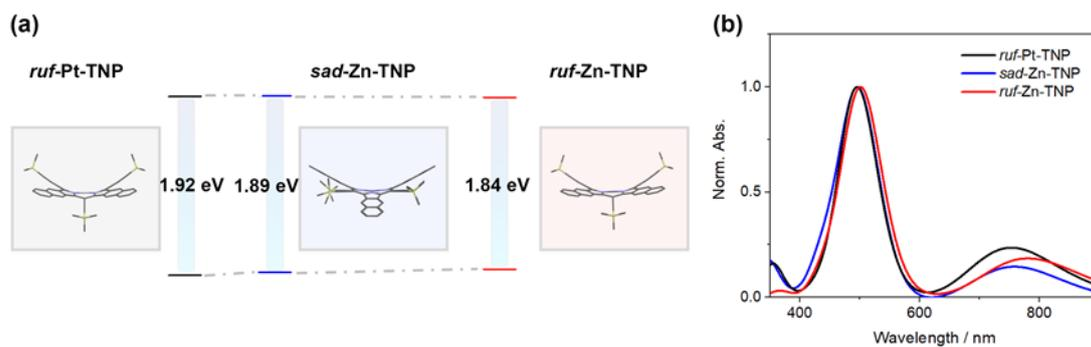 (a)
ruf-Pt-TNP
sad-Zn-TNP
ruf-Zn-TNP
1.92 eV
1.89 eV
1.84 eV
(b)
ruf-Pt-TNP
sad-Zn-TNP
ruf-Zn-TNP
Norm. Abs.
1.0
0.5
0.0
400
600
800
Wavelength / nm